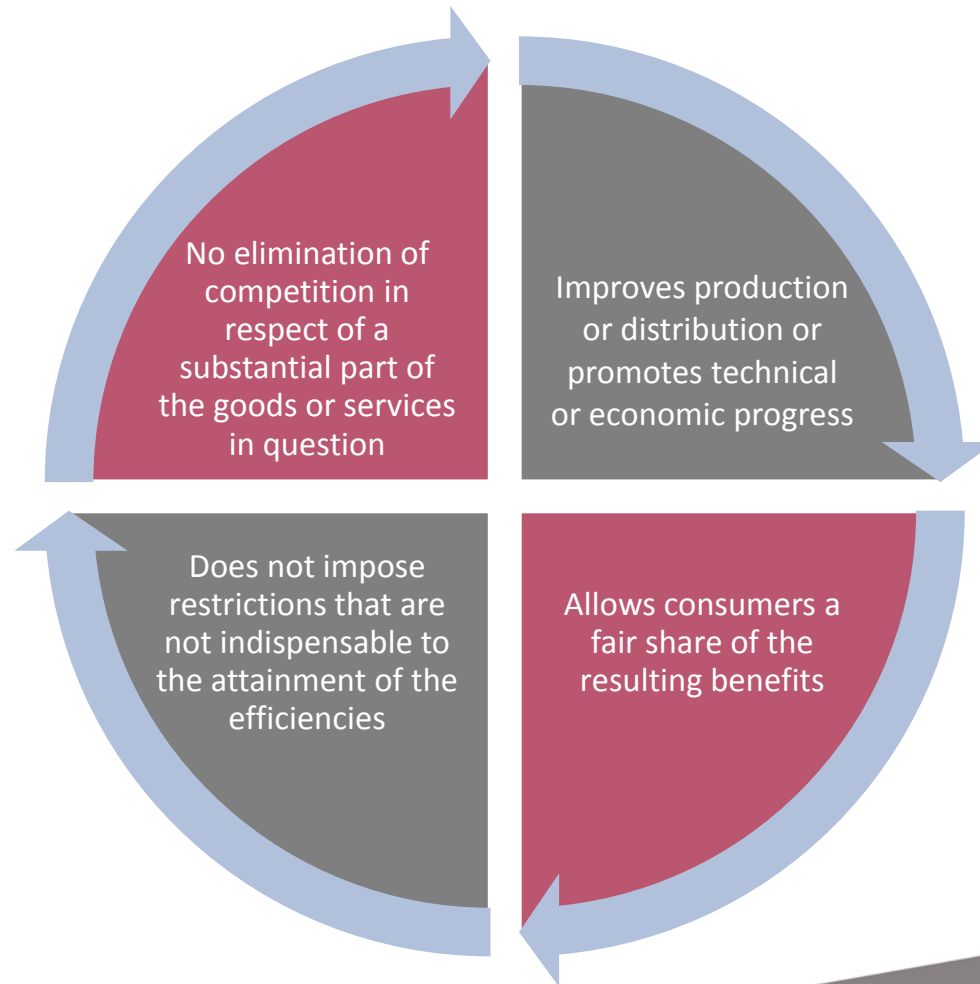 No elimination of
competition in
respect of a
substantial part of
the goods or services
in question
Improves production
or distribution or
promotes technical
or economic progress
Does not impose
restrictions that are
not indispensable to
the attainment of the
efficiencies
Allows consumers a
fair share of the
resulting benefits